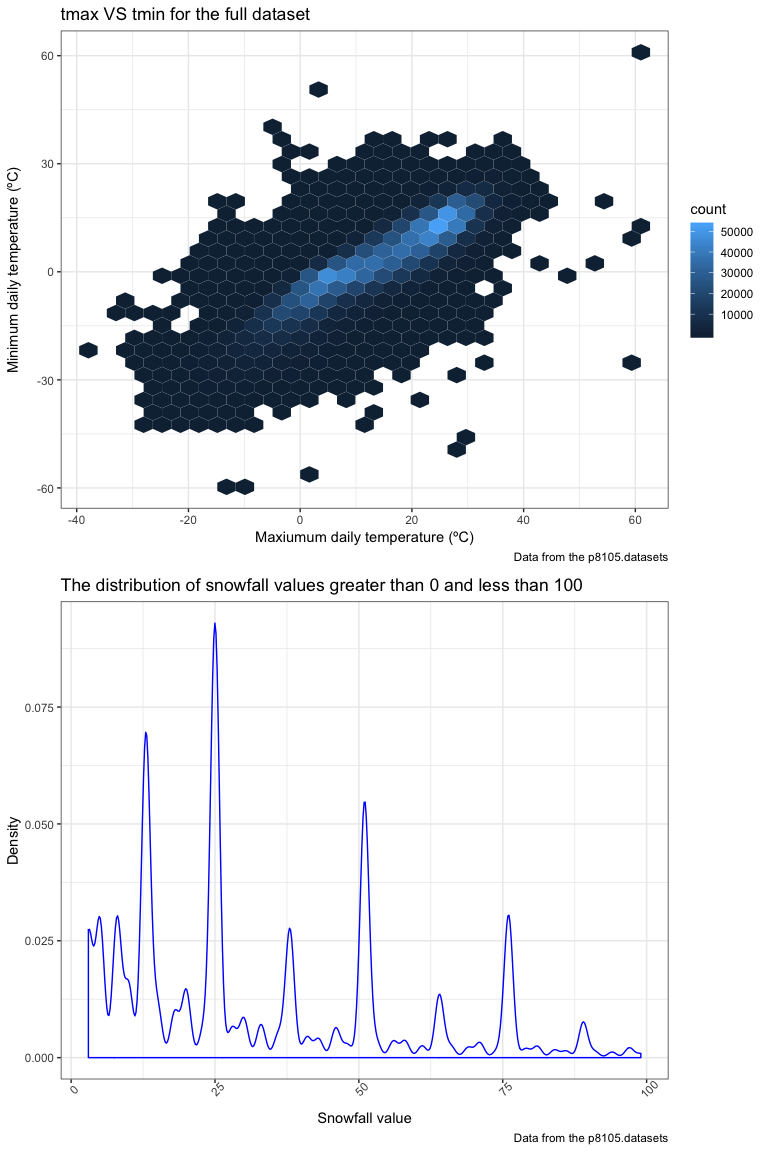 tmax VS tmin for the full dataset
Minimum daily temperature (ºC)
60
30
0
-30
-60
-40
-20
0
20
40
60
Maxiumum daily temperature (ºC)
count
50000
40000
30000
20000
10000
Data from the p8105.datasets
The distribution of snowfall values greater than 0 and less than 100
Density
0.075
0.050
0.025
0.000
0
25
50
75
100
Snowfall value
Data from the p8105.datasets